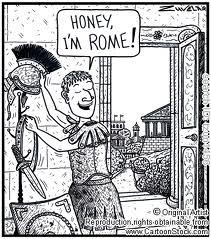 HONEY,
I'M ROME!
© Original Artist
Reproduction rights obtainable from
www.CartoonStock.com